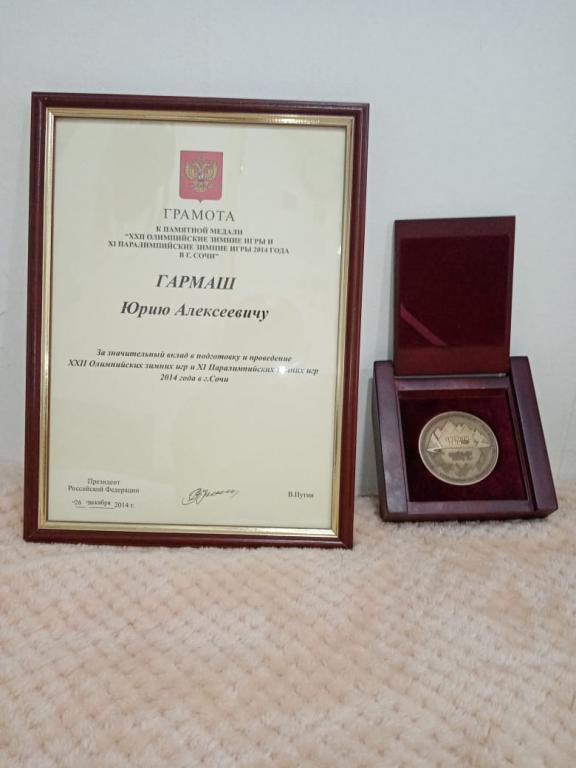 ГРАМОТА
К ПАМЯТНОЙ МЕДАЛИ
"XXII ОЛИМПИЙСКИЕ ЗИМНИЕ ИГРЫ И
XI ПАРАЛИМПИЙСКИЕ ЗИМНИЕ ИГРЫ 2014 ГОДА
В Г. СОЧИ"
ГАРМАШ
Юрию Алексеевичу
За значительный вклад в подготовку и проведение
XXII Олимпийских зимних игр и XI Паралимпийских зимних игр
2014 года в г.Сочи
Президент
Российской Федерации
В.Путин
"26" декабря 2014 г.